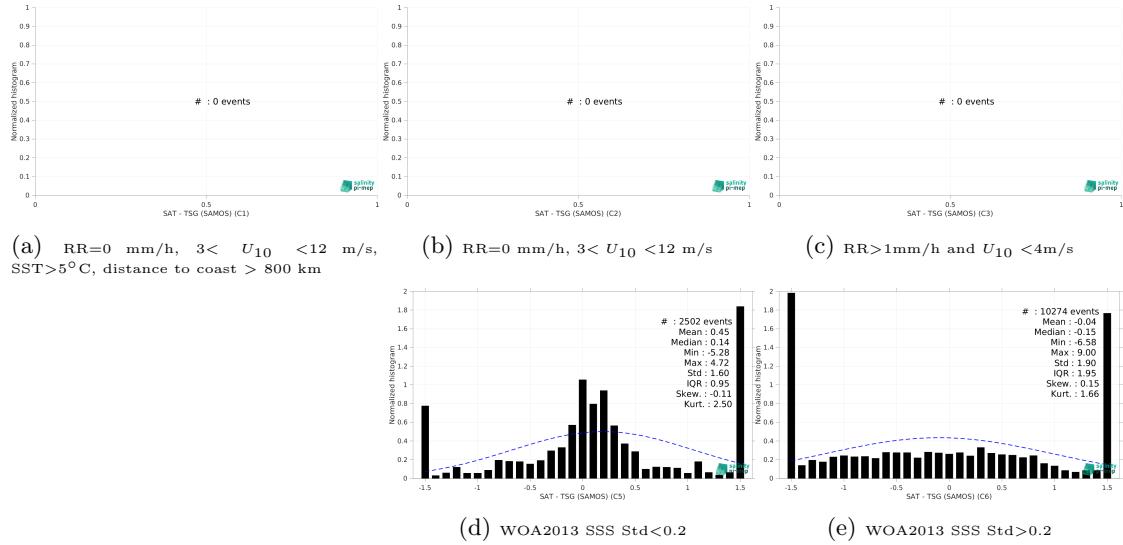 1
0.9
0.8
0.7
0.6
0.5
0.4
0.3
0.2
0.1
0
Normalized histogram
# : 0 events
0 0.5 1
SAT - TSG (SAMOS) (C1)
salinity
pi-mep
1
0.9
0.8
0.7
0.6
0.5
0.4
0.3
0.2
0.1
0
Normalized histogram
# : 0 events
0 0.5 1
SAT - TSG (SAMOS) (C2)
salinity
pi-mep
1
0.9
0.8
0.7
0.6
0.5
0.4
0.3
0.2
0.1
0
Normalized histogram
# : 0 events
0 0.5 1
SAT - TSG (SAMOS) (C3)
salinity
pi-mep
(a) RR=0 mm/h, 3< U10 <12 m/s,
SST>5°C, distance to coast > 800 km
(b) RR=0 mm/h, 3< U10 <12 m/s
(c) RR>1mm/h and U10 <4m/s
2
1.8
1.6
1.4
1.2
1
0.8
0.6
0.4
0.2
0
Normalized histogram
# : 2502 events
Mean : 0.45
Median : 0.14
Min : -5.28
Max : 4.72
Std : 1.60
IQR : 0.95
Skew. : -0.11
Kurt. : 2.50
salinity
pi-mep
-1.5 -1 -0.5 0 0.5 1 1.5
SAT - TSG (SAMOS) (C5)
2
1.8
1.6
1.4
1.2
1
0.8
0.6
0.4
0.2
0
Normalized histogram
# : 10274 events
Mean : -0.04
Median : -0.15
Min : -6.58
Max : 9.00
Std : 1.90
IQR : 1.95
Skew. : 0.15
Kurt. : 1.66
salinity
pi-mep
-1.5 -1 -0.5 0 0.5 1 1.5
SAT - TSG (SAMOS) (C6)
(d) WOA2013 SSS Std<0.2
(e) WOA2013 SSS Std>0.2